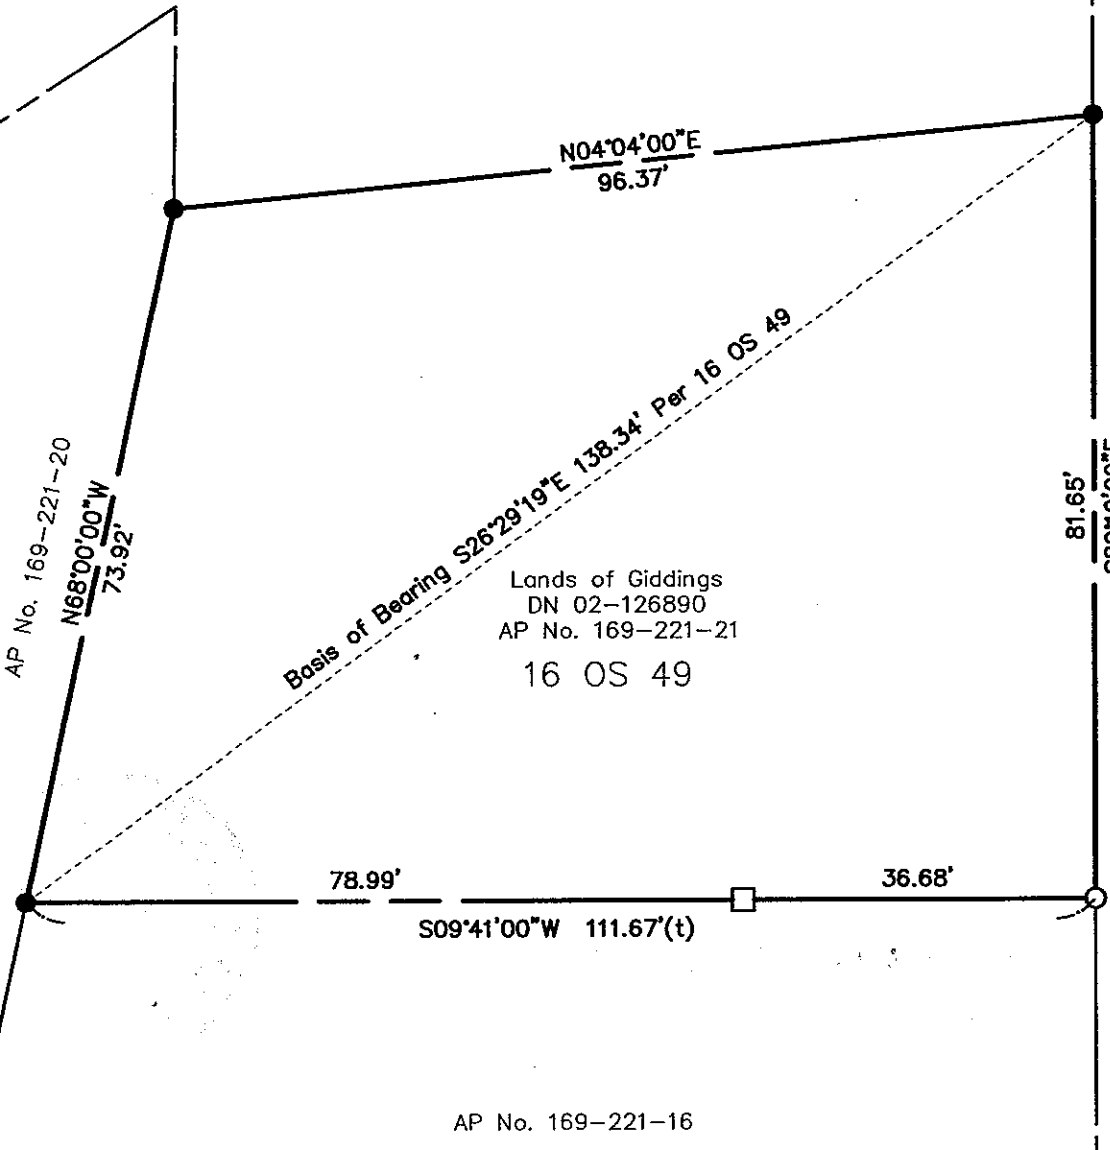 N04°04'00"E
96.37'
Basis of Bearing S26°29'19"E 138.34' Per 16 OS 49
AP No. 169-221-20
N68°00'00"W
73.92'
81.65'
Lands of Giddings
DN 02-126890
AP No. 169-221-21
16 OS 49
78.99'
36.68'
S09°41'00"W 111.67'(t)
AP No. 169-221-16